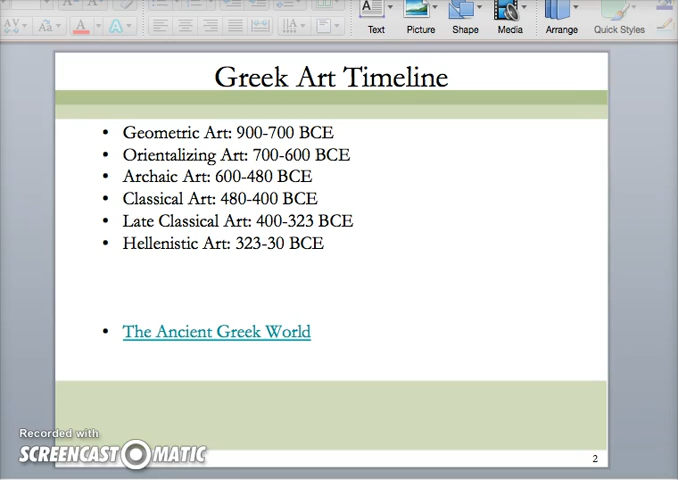 Text
Picture
Shape
Media
Arrange
Quick Styles
Greek Art Timeline
• Geometric Art: 900-700 BCE
• Orientalizing Art: 700-600 BCE
• Archaic Art: 600-480 BCE
• Classical Art: 480-400 BCE
• Late Classical Art: 400-323 BCE
• Hellenistic Art: 323-30 BCE
• The Ancient Greek World
Recorded with
SCREENCAST MATIC
2